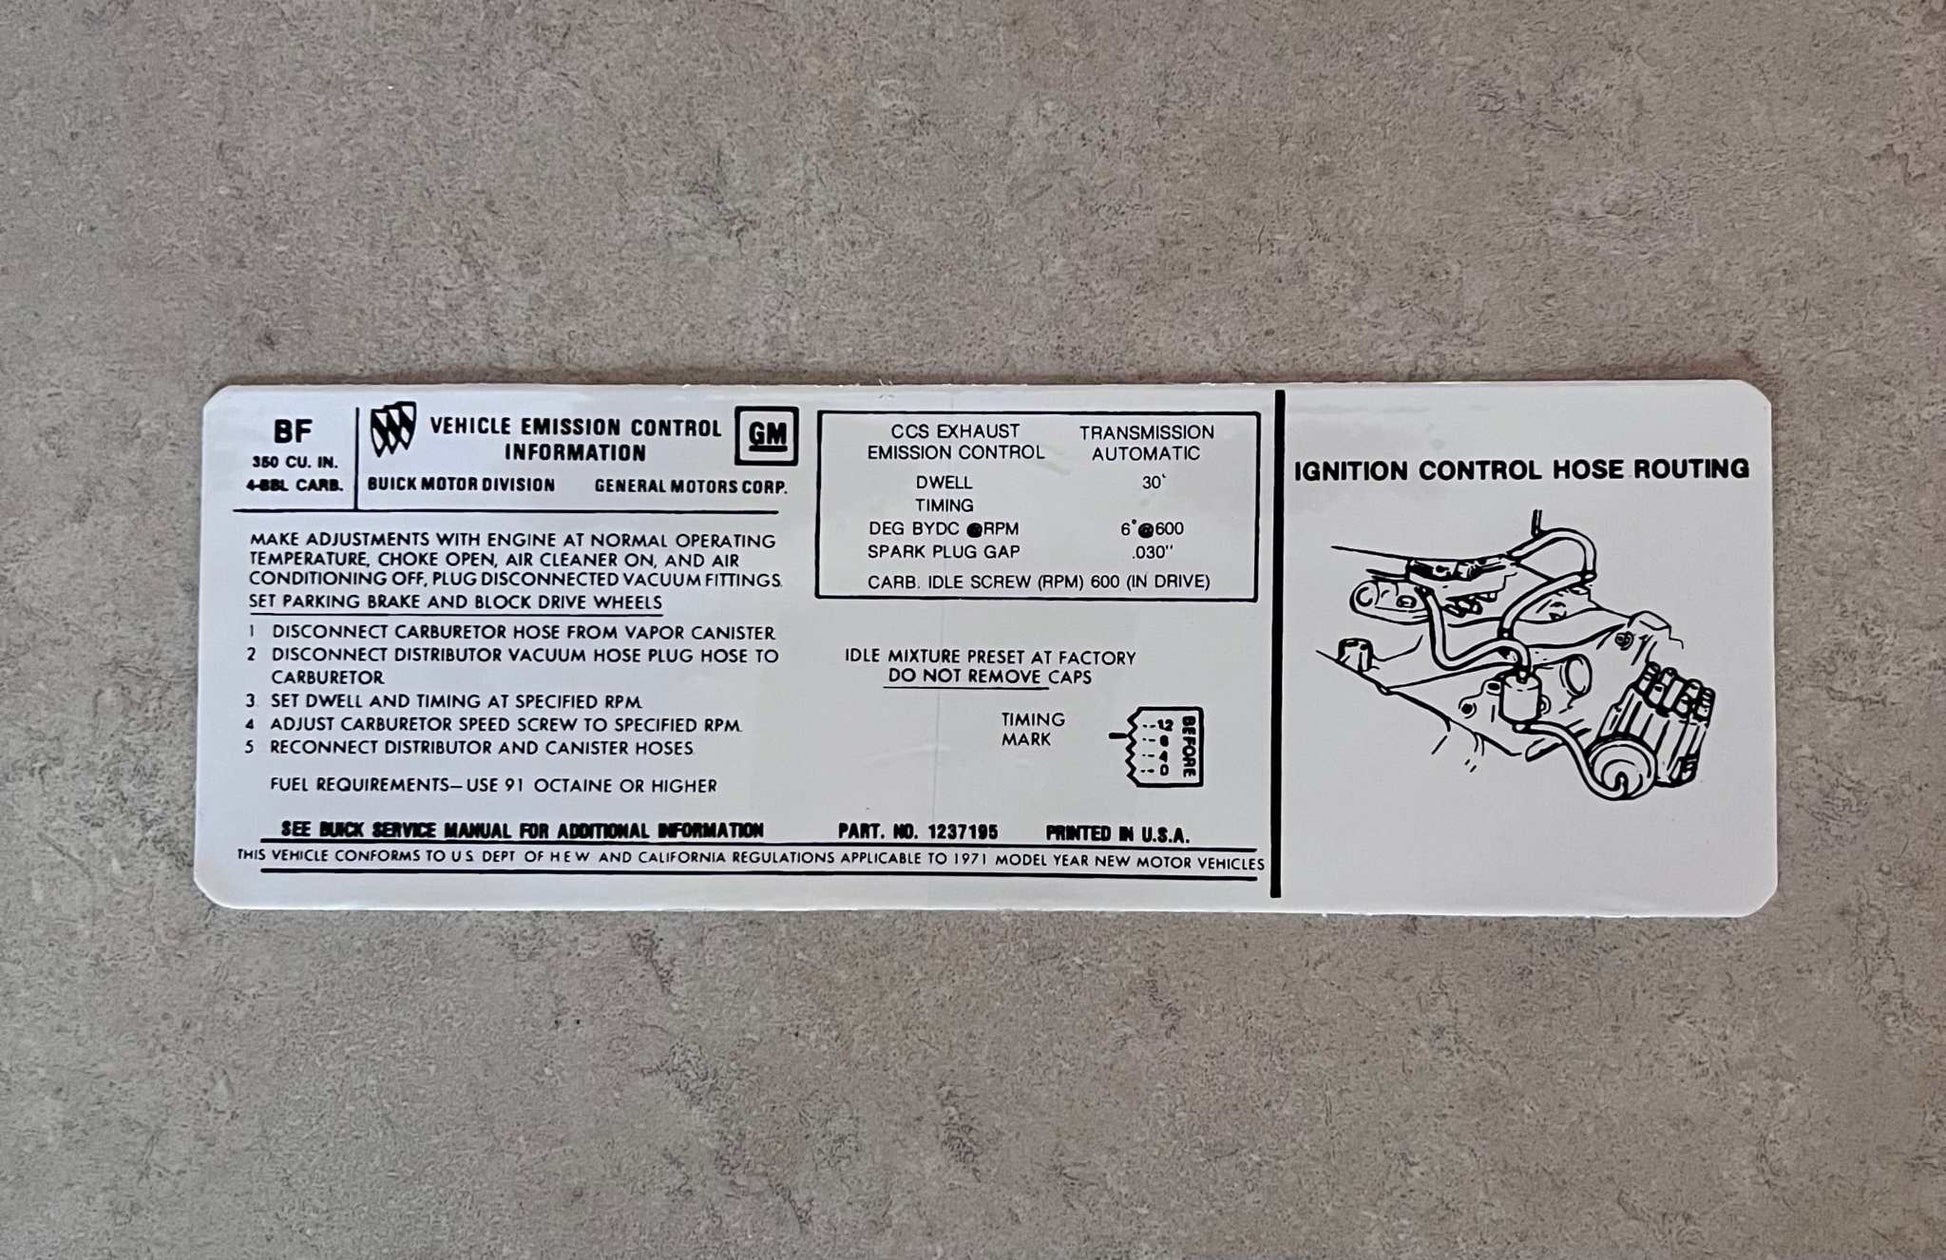 BF
350 CU. IN.
4-BBL CARB.
VEHICLE EMISSION CONTROL
INFORMATION
GM
BUICK MOTOR DIVISION GENERAL MOTORS CORP.
MAKE ADJUSTMENTS WITH ENGINE AT NORMAL OPERATING
TEMPERATURE, CHOKE OPEN, AIR CLEANER ON, AND AIR
CONDITIONING OFF, PLUG DISCONNECTED VACUUM FITTINGS.
SET PARKING BRAKE AND BLOCK DRIVE WHEELS
1 DISCONNECT CARBURETOR HOSE FROM VAPOR CANISTER
2 DISCONNECT DISTRIBUTOR VACUUM HOSE PLUG HOSE TO
CARBURETOR
3. SET DWELL AND TIMING AT SPECIFIED RPM.
4 ADJUST CARBURETOR SPEED SCREW TO SPECIFIED RPM.
5 RECONNECT DISTRIBUTOR AND CANISTER HOSES
FUEL REQUIREMENTS—USE 91 OCTAINE OR HIGHER
SEE BUICK SERVICE MANUAL FOR ADDITIONAL INFORMATION
CCS EXHAUST TRANSMISSION
EMISSION CONTROL AUTOMATIC
DWELL 30°
TIMING
DEG BYDC @RPM 6°@600
SPARK PLUG GAP .030"
CARB. IDLE SCREW (RPM) 600 (IN DRIVE)
IDLE MIXTURE PRESET AT FACTORY
DO NOT REMOVE CAPS
TIMING
MARK
12
8
4
0
BEFORE
PART. NO. 1237195 PRINTED IN U.S.A.
THIS VEHICLE CONFORMS TO U.S. DEPT OF H E W AND CALIFORNIA REGULATIONS APPLICABLE TO 1971 MODEL YEAR NEW MOTOR VEHICLES
IGNITION CONTROL HOSE ROUTING